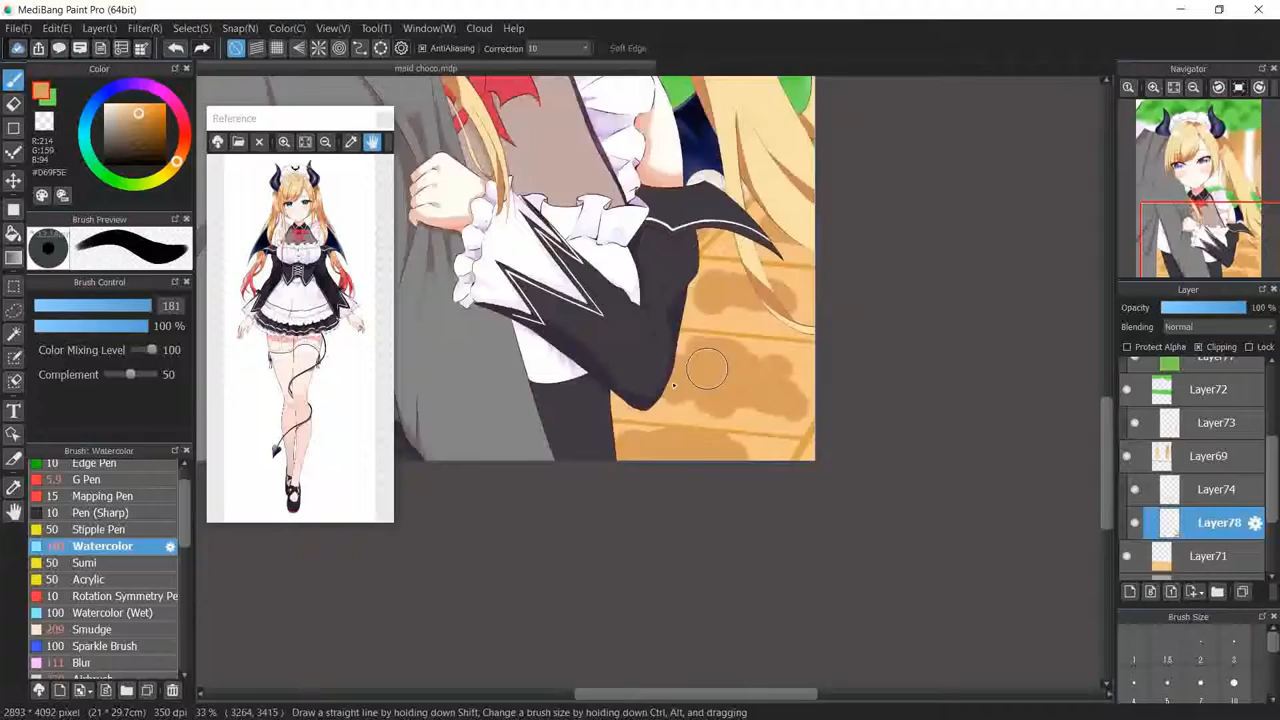 MediBang Paint Pro (64bit)
File(F) Edit(E) Layer(L) Filter(R) Select(S) Snap(N) Color(C) View(V) Tool(T) Window(W) Cloud Help
AntiAliasing Correction 10 Soft Edge
Color
R:214
G:159
B:94
#D69F5E
Brush Preview
Brush Control
181
100 %
Color Mixing Level 100
Complement 50
Brush: Watercolor
10 Edge Pen
5.9 G Pen
15 Mapping Pen
10 Pen (Sharp)
50 Stipple Pen
Watercolor
50 Sumi
50 Acrylic
10 Rotation Symmetry Pe
100 Watercolor (Wet)
209 Smudge
100 Sparkle Brush
111 Blur
maid choco.mdp
Reference
Navigator
Layer
Opacity 100 %
Blending Normal
Protect Alpha Clipping Lock
Layer72
Layer73
Layer69
Layer74
Layer78
Layer71
Brush Size
1 1.5 2 3
2893 * 4092 pixel (21 * 29.7cm) 350 dpi 33 % ( 3264, 3415 ) Draw a straight line by holding down Shift, Change a brush size by holding down Ctrl, Alt, and dragging